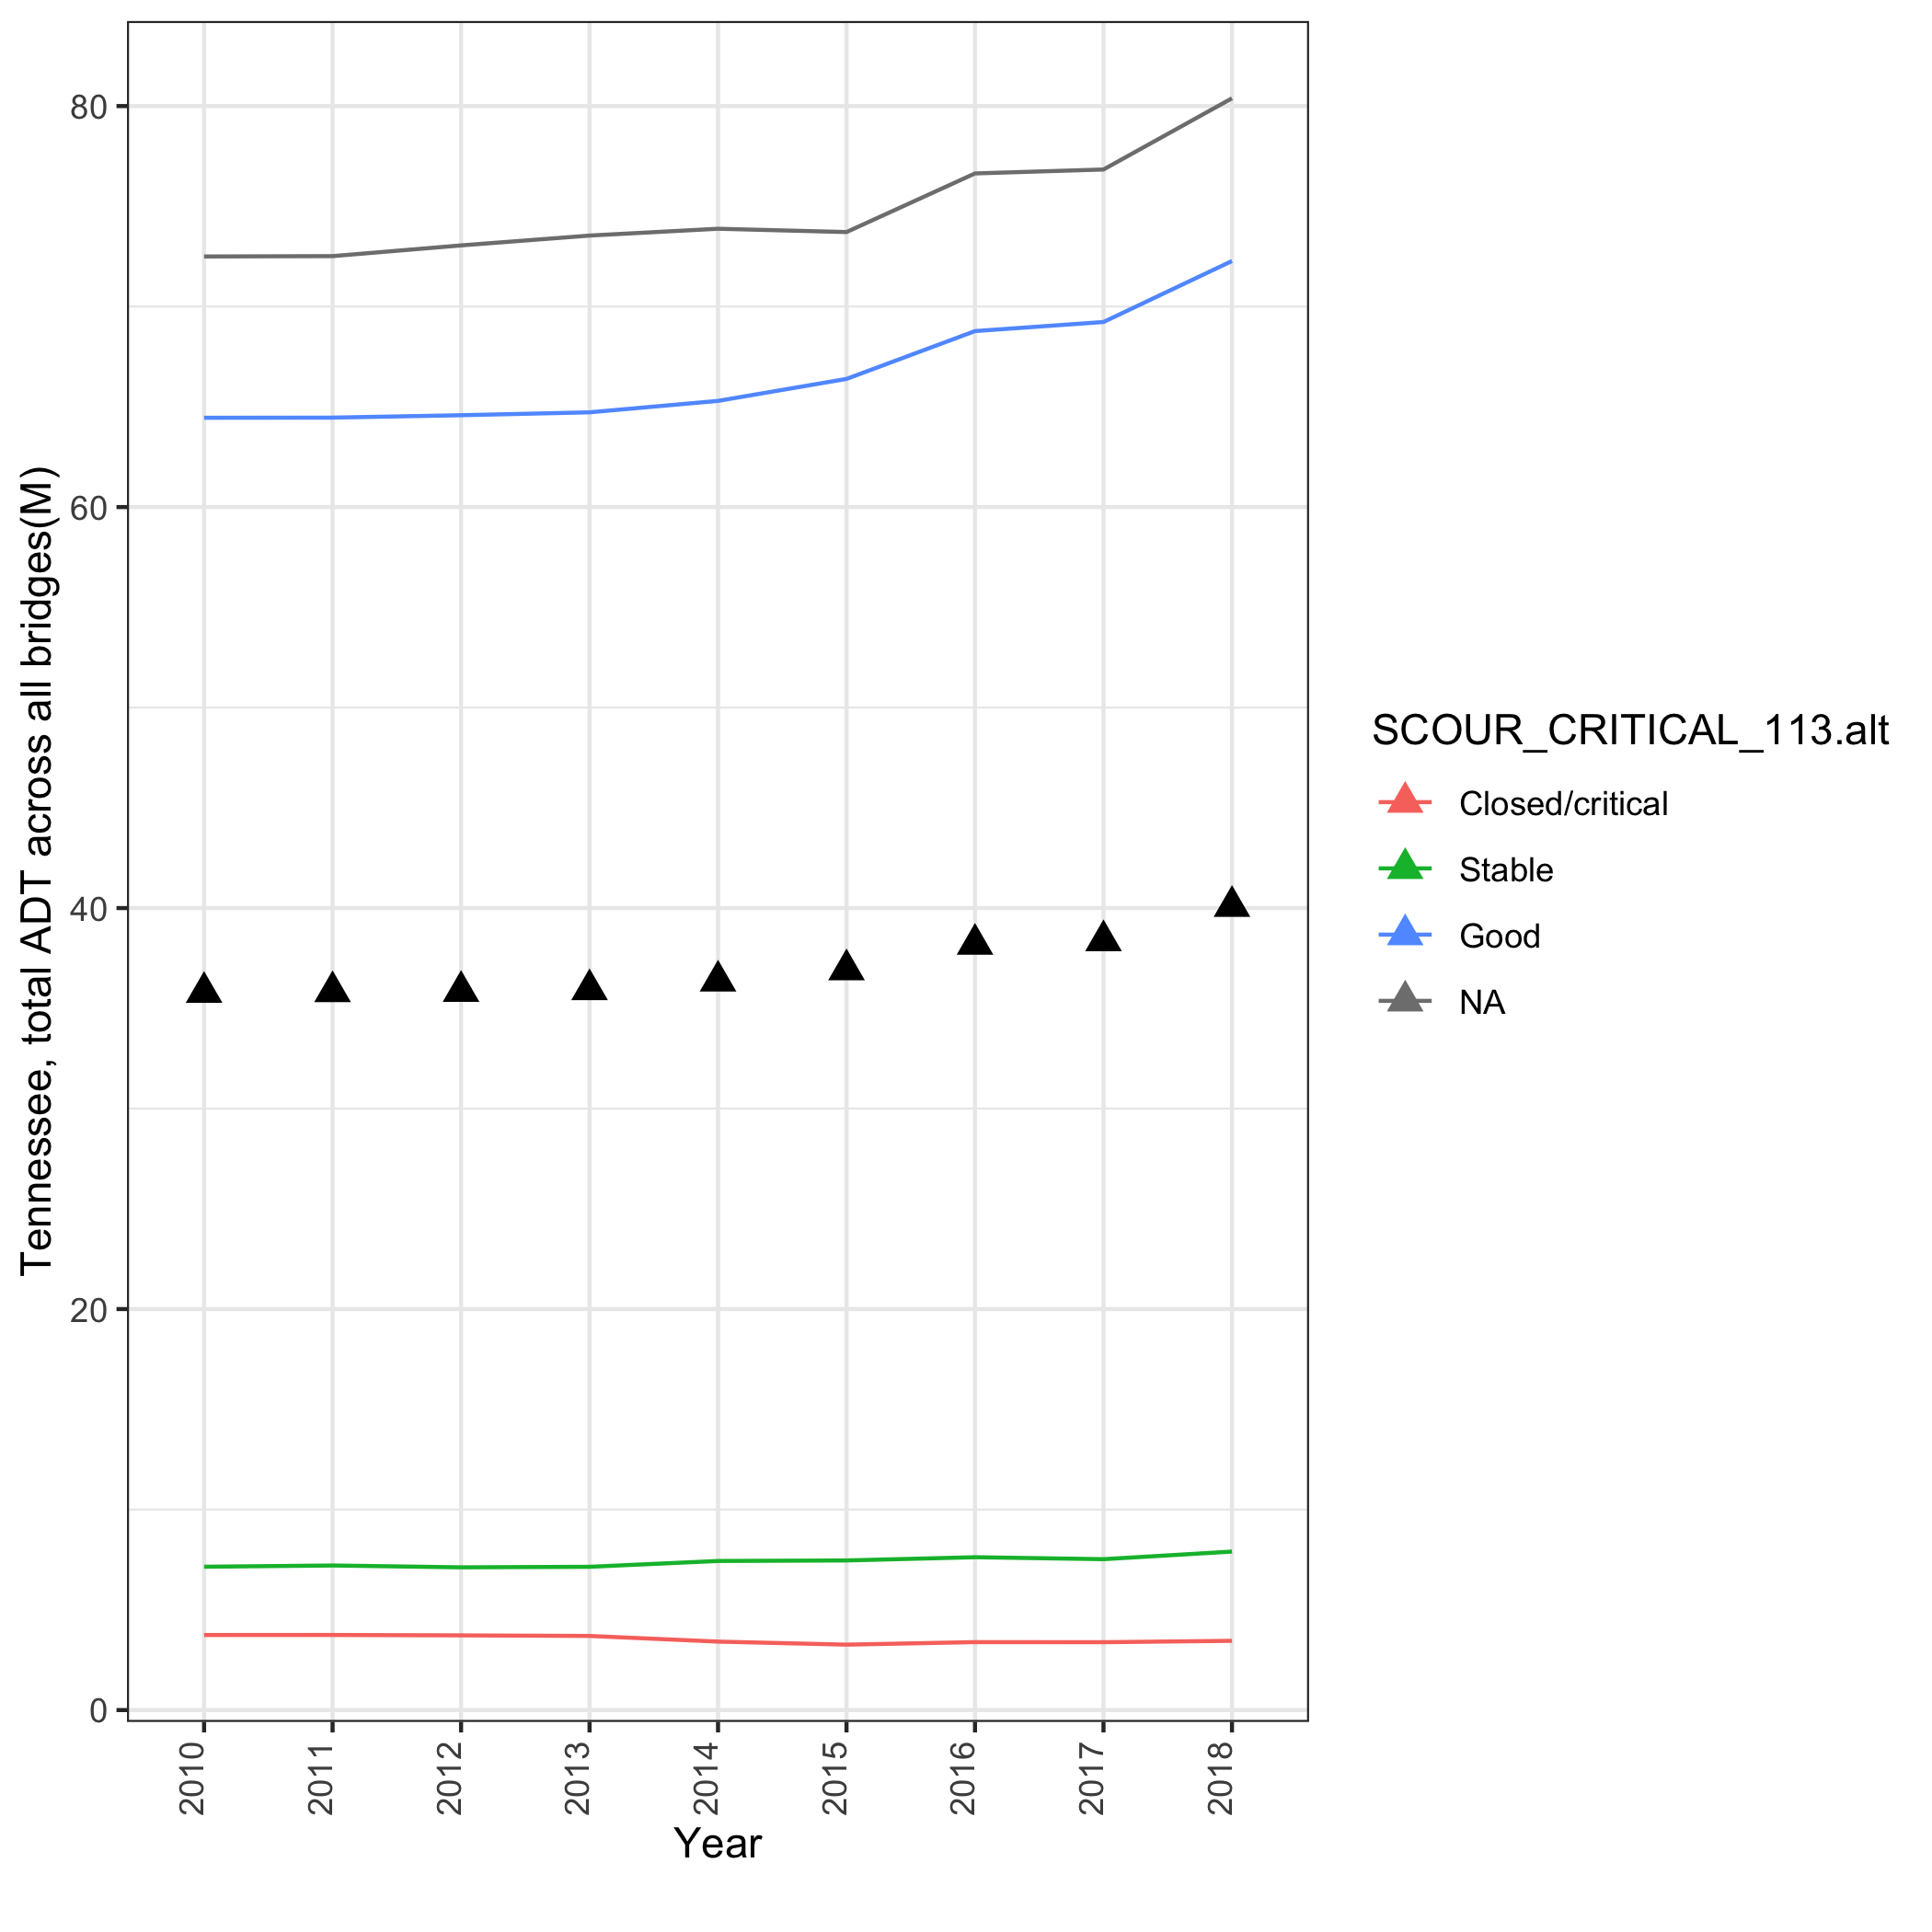 Tennessee, total ADT across all bridges(M)
80
60
40
20
0
2010
2011
2012
2013
2014
2015
2016
2017
2018
Year
SCOUR_CRITICAL_113.alt
Closed/critical
Stable
Good
NA